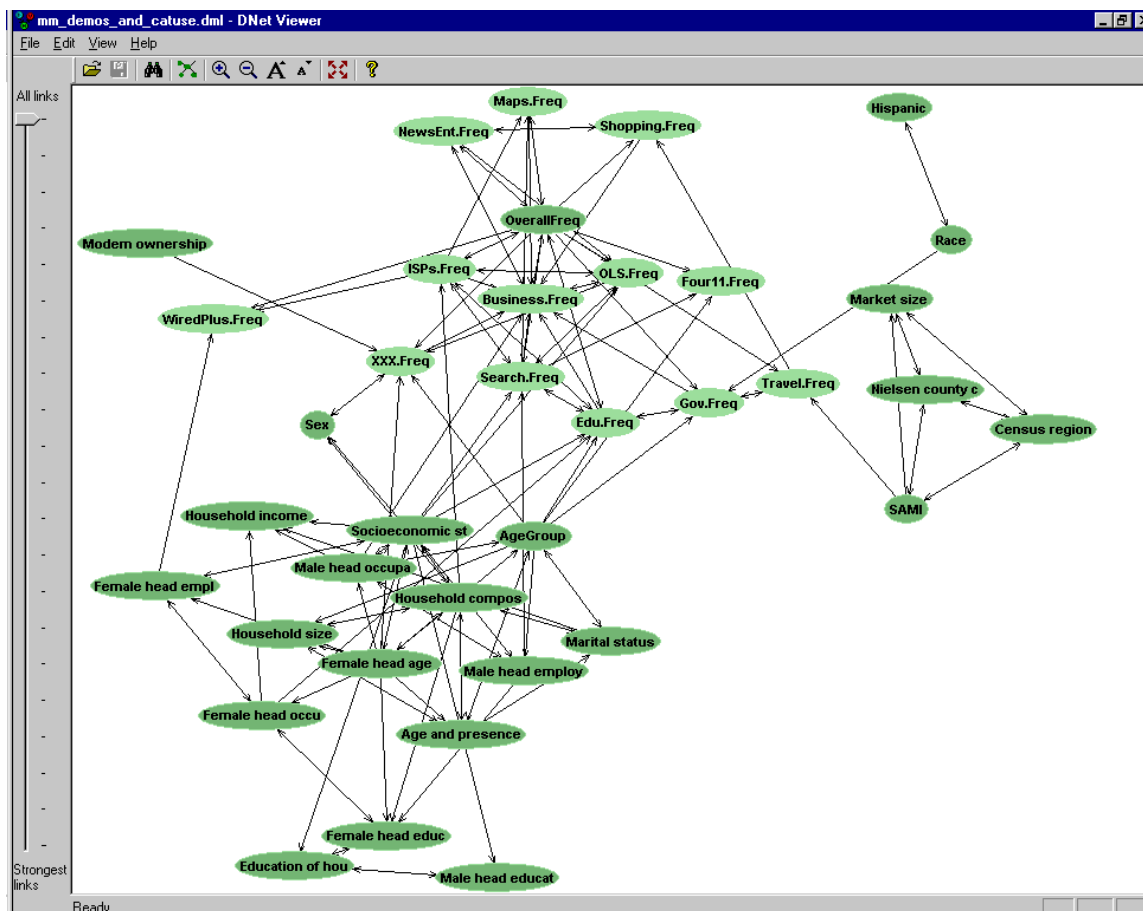 mm_demos_and_catuse.dml - DNet Viewer
File Edit View Help
All links
Maps.Freq
NewsEnt.Freq
Shopping.Freq
Hispanic
OverallFreq
Modern ownership
Race
ISPs.Freq
OLS.Freq
Four11.Freq
Business.Freq
Market size
WiredPlus.Freq
XXX.Freq
Search.Freq
Travel.Freq
Nielsen county c
Gov.Freq
Edu.Freq
Sex
Census region
SAMI
Household income
Socioeconomic st
AgeGroup
Male head occupa
Female head empl
Household compos
Household size
Marital status
Female head age
Male head employ
Female head occu
Age and presence
Female head educ
Education of hou
Male head educat
Strongest
links
Ready